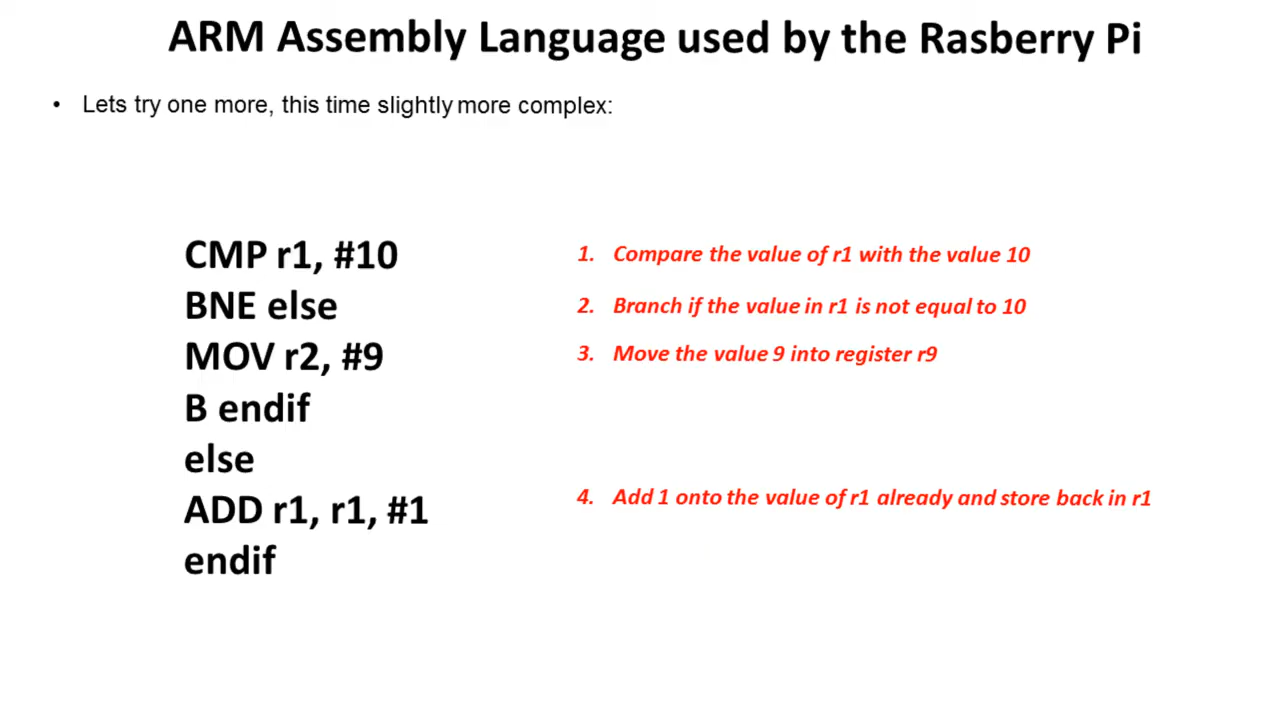 ARM Assembly Language used by the Rasberry Pi
• Lets try one more, this time slightly more complex:
CMP r1, #10
1. Compare the value of r1 with the value 10
BNE else
2. Branch if the value in r1 is not equal to 10
MOV r2, #9
3. Move the value 9 into register r9
B endif
else
ADD r1, r1, #1
4. Add 1 onto the value of r1 already and store back in r1
endif